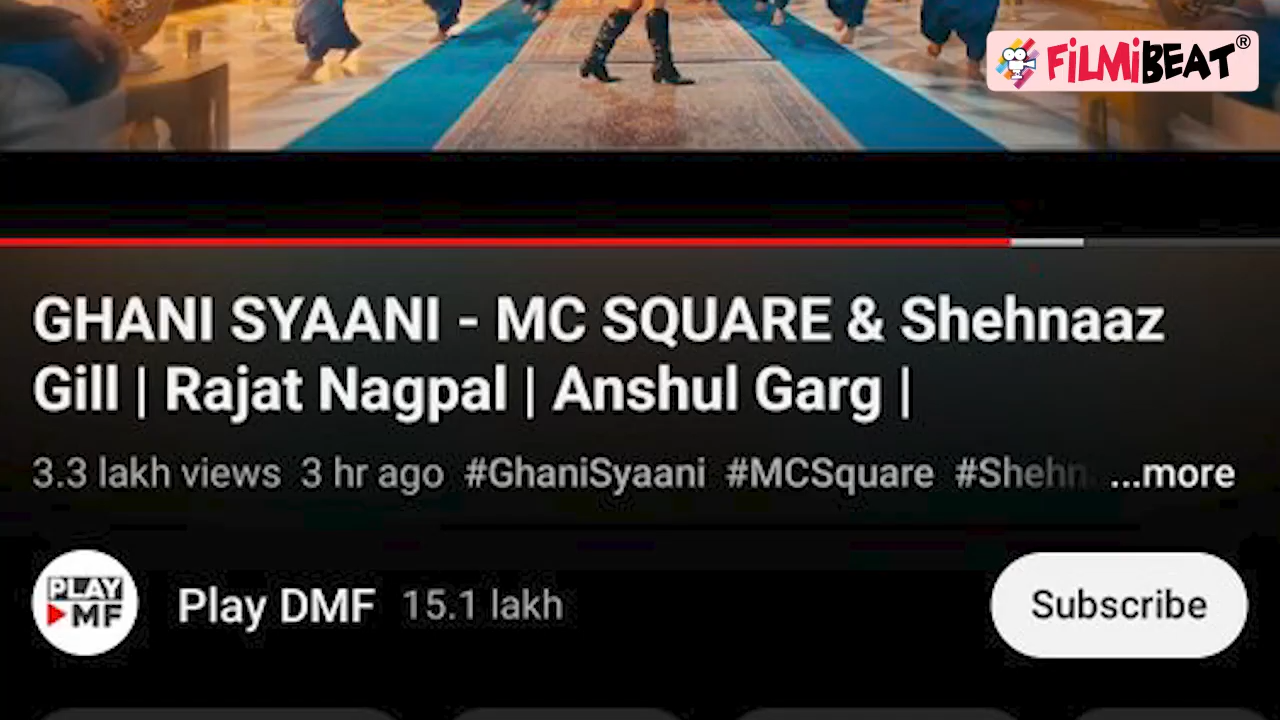 FiLMiBEAT®
GHANI SYAANI - MC SQUARE & Shehnaaz
Gill | Rajat Nagpal | Anshul Garg |
3.3 lakh views 3 hr ago #GhaniSyaani #MCSquare #Shehn ...more
PLAY
MF
Play DMF 15.1 lakh
Subscribe